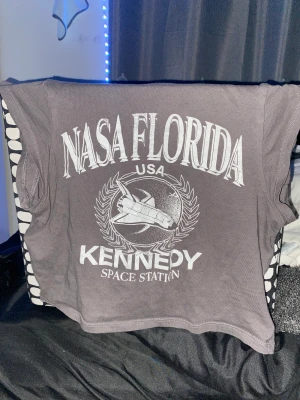 NASA FLORIDA
USA
KENNEDY
SPACE STATION